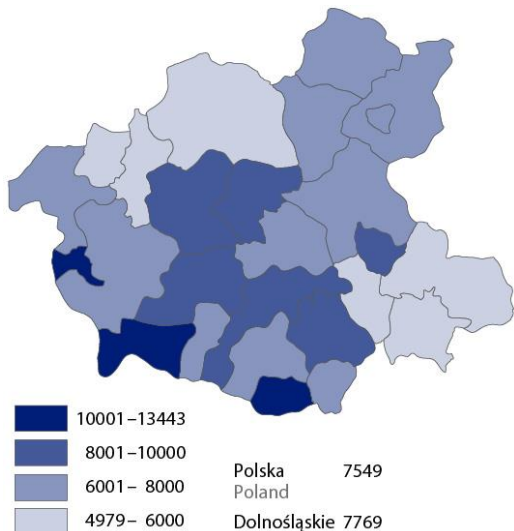 10001–13443
8001–10000
6001– 8000
4979– 6000
Polska 7549
Poland
Dolnośląskie 7769